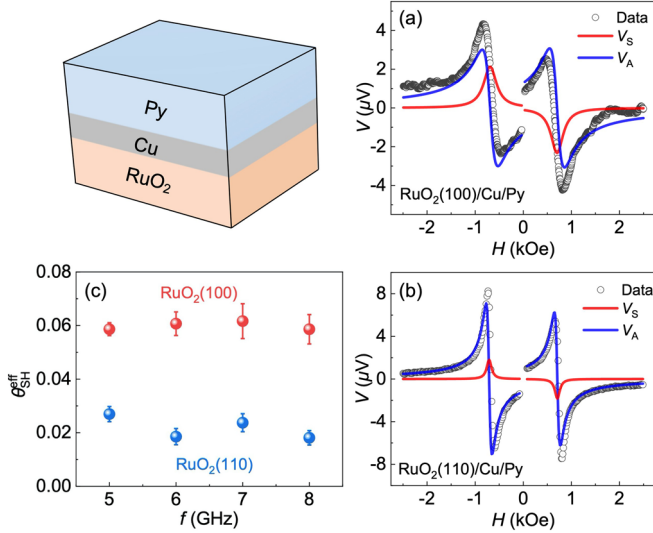 Py
Cu
RuO2
(a)
Data
VS
VA
4
2
0
-2
-4
V (μV)
RuO2(100)/Cu/Py
-2
-1
0
1
2
H (kOe)
(b)
Data
VS
VA
8
4
0
-4
-8
V (μV)
RuO2(110)/Cu/Py
-2
-1
0
1
2
H (kOe)
(c)
RuO2(100)
RuO2(110)
0.08
0.06
0.04
0.02
0.00
θSHeff
5
6
7
8
f (GHz)